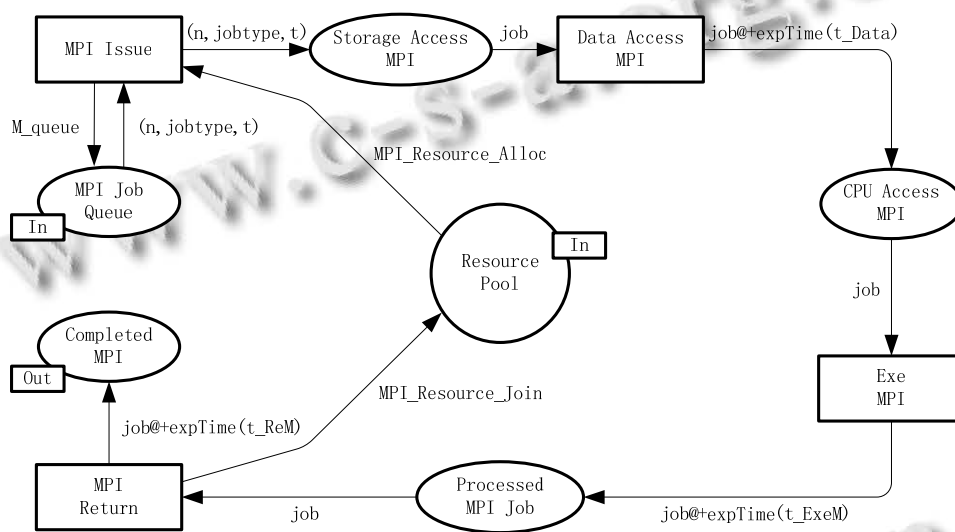 MPI Issue
(n,jobtype,t)
Storage Access
MPI
job
Data Access
MPI
job@+expTime(t_Data)
M_queue
(n,jobtype,t)
MPI_Resource_Alloc
MPI Job
Queue
In
CPU Access
MPI
Resource
Pool
In
job
Completed
MPI
Out
MPI_Resource_Join
Exe
MPI
job@+expTime(t_ReM)
MPI
Return
job
Processed
MPI Job
job@+expTime(t_ExeM)